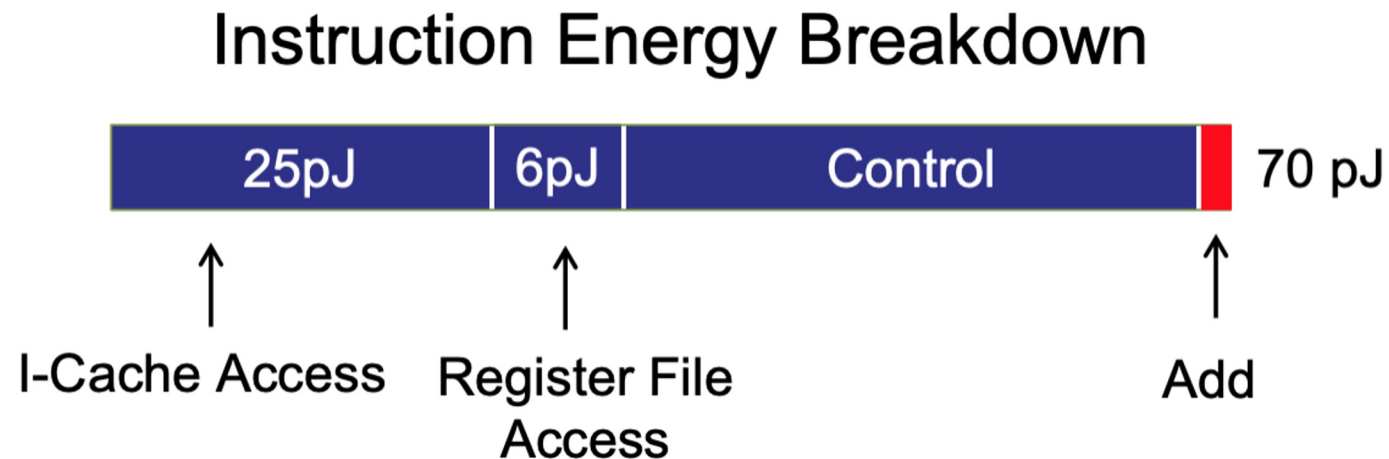 Instruction Energy Breakdown
25pJ
6pJ
Control
70 pJ
I-Cache Access
Register File
Access
Add